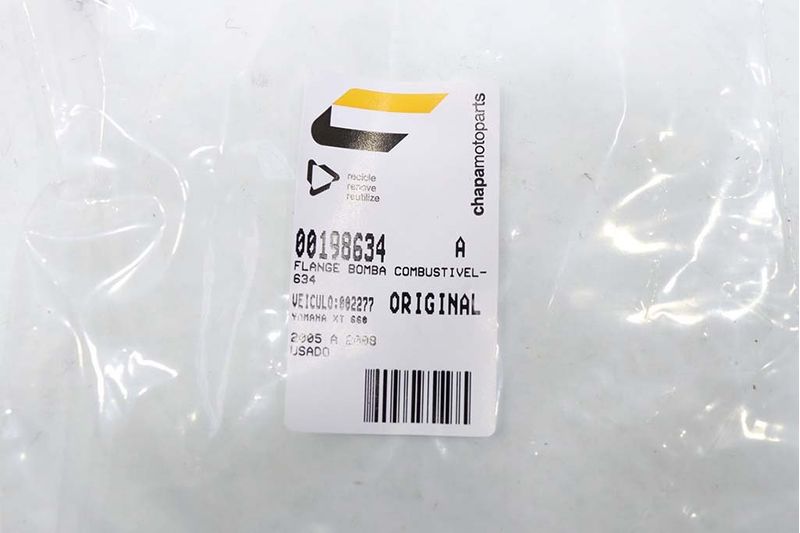 chapamotoparts
recicle
renove
reutilize
00198634 A
FLANGE BOMBA COMBUSTIVEL-
634
VEICULO:002277 ORIGINAL
YAMAHA XT 660
2005 A 2008
USADO